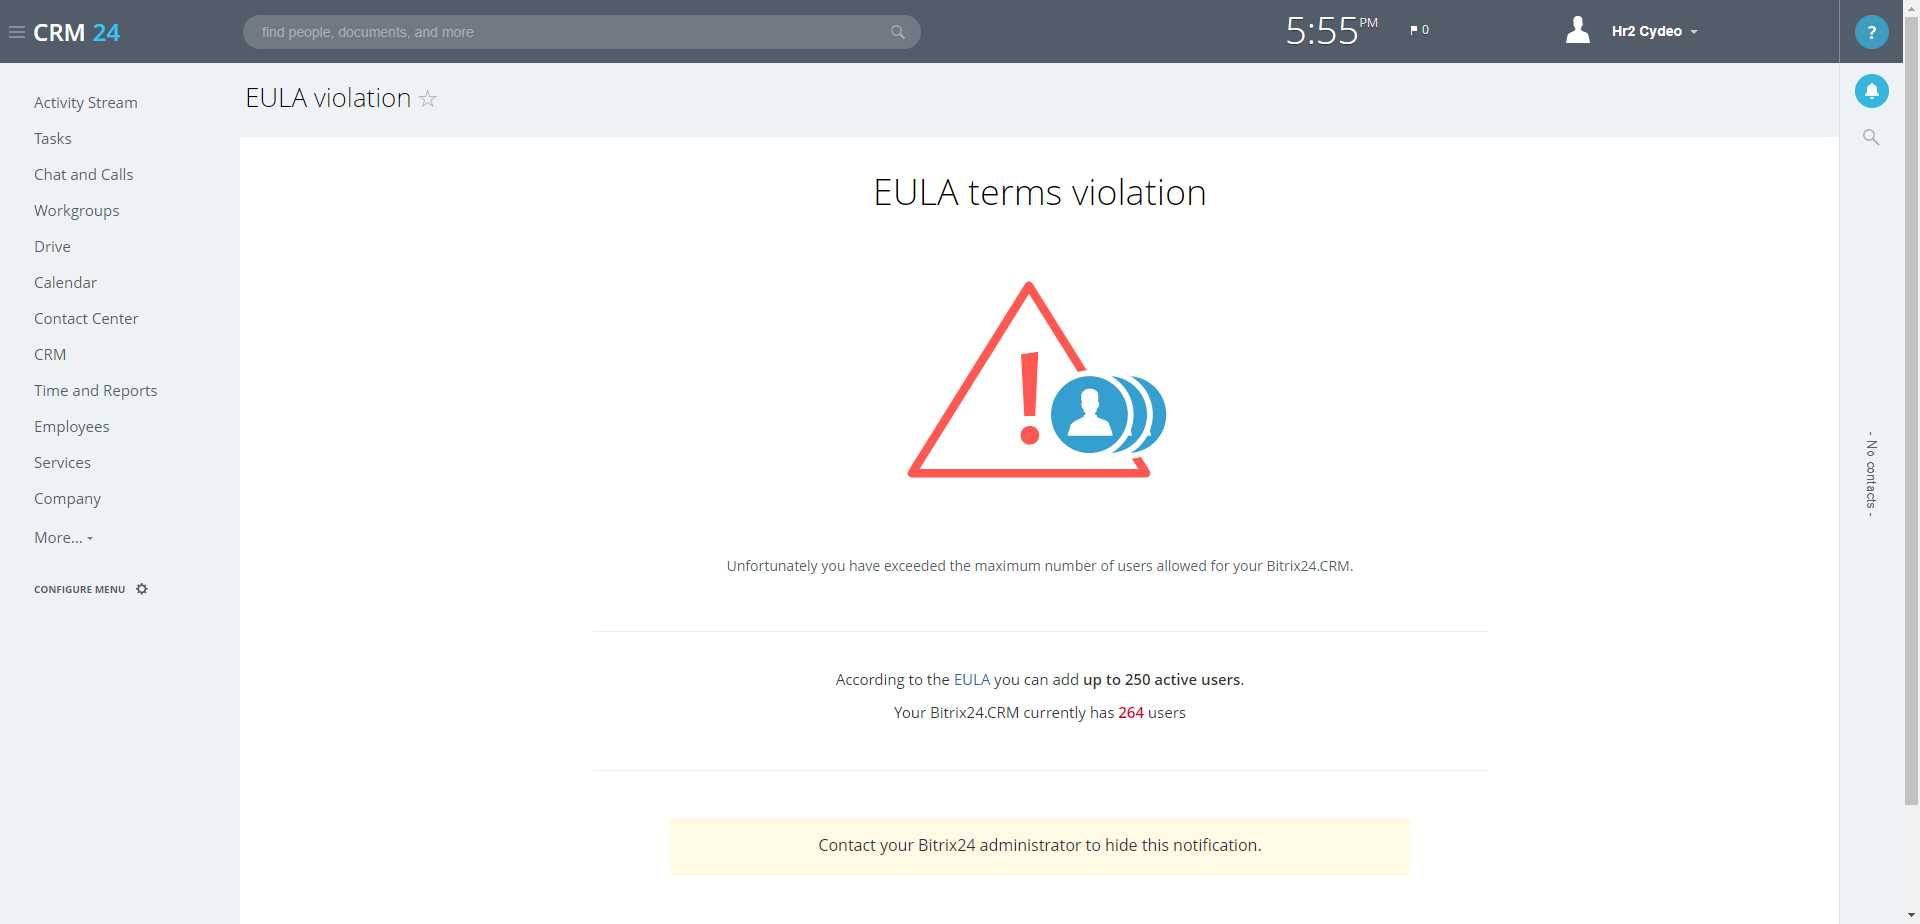 CRM 24
find people, documents, and more
5:55 PM
0
Hr2 Cydeo
?
Activity Stream
Tasks
Chat and Calls
Workgroups
Drive
Calendar
Contact Center
CRM
Time and Reports
Employees
Services
Company
More...
CONFIGURE MENU
EULA violation
EULA terms violation
Unfortunately you have exceeded the maximum number of users allowed for your Bitrix24.CRM.
According to the EULA you can add up to 250 active users.
Your Bitrix24.CRM currently has 264 users
Contact your Bitrix24 administrator to hide this notification.
- No contacts -